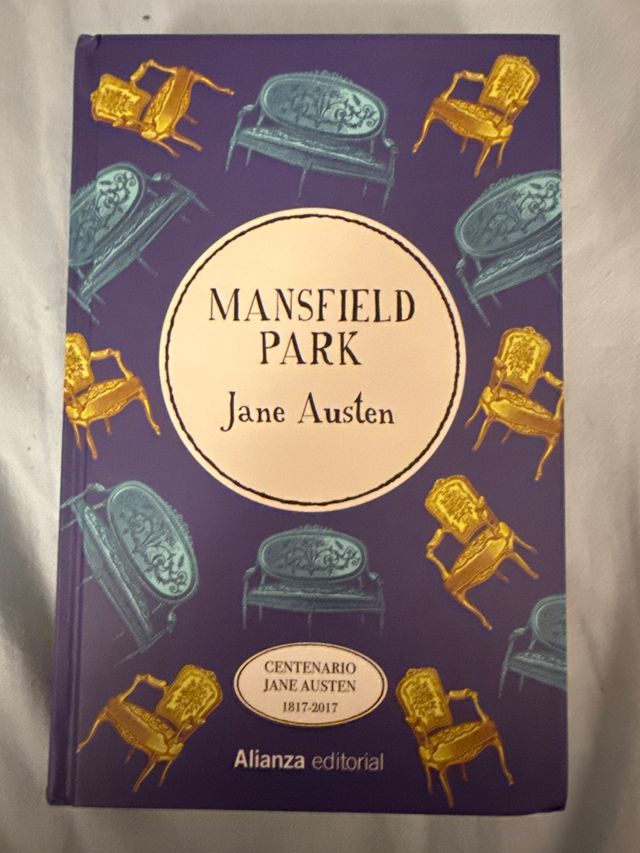 MANSFIELD
PARK
Jane Austen
CENTENARIO
JANE AUSTEN
1817-2017
Alianza editorial